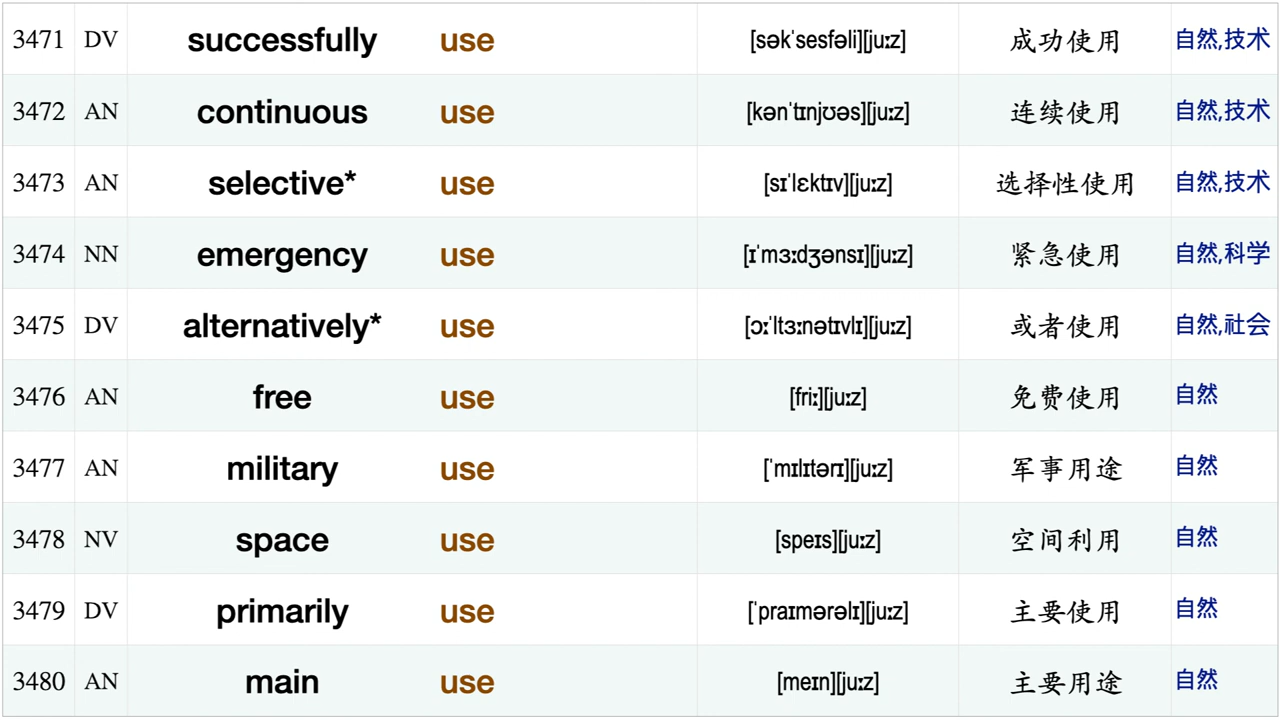 3471 DV successfully use [səkˈsesfəli][juːz] 成功使用 自然,技术
3472 AN continuous use [kənˈtɪnjʊəs][juːz] 连续使用 自然,技术
3473 AN selective* use [sɪˈlɛktɪv][juːz] 选择性使用 自然,技术
3474 NN emergency use [ɪˈmɜːdʒənsɪ][juːz] 紧急使用 自然,科学
3475 DV alternatively* use [ɔːˈltɜːnətɪvlɪ][juːz] 或者使用 自然,社会
3476 AN free use [friː][juːz] 免费使用 自然
3477 AN military use [ˈmɪlɪtərɪ][juːz] 军事用途 自然
3478 NV space use [speɪs][juːz] 空间利用 自然
3479 DV primarily use [ˈpraɪmərəlɪ][juːz] 主要使用 自然
3480 AN main use [meɪn][juːz] 主要用途 自然